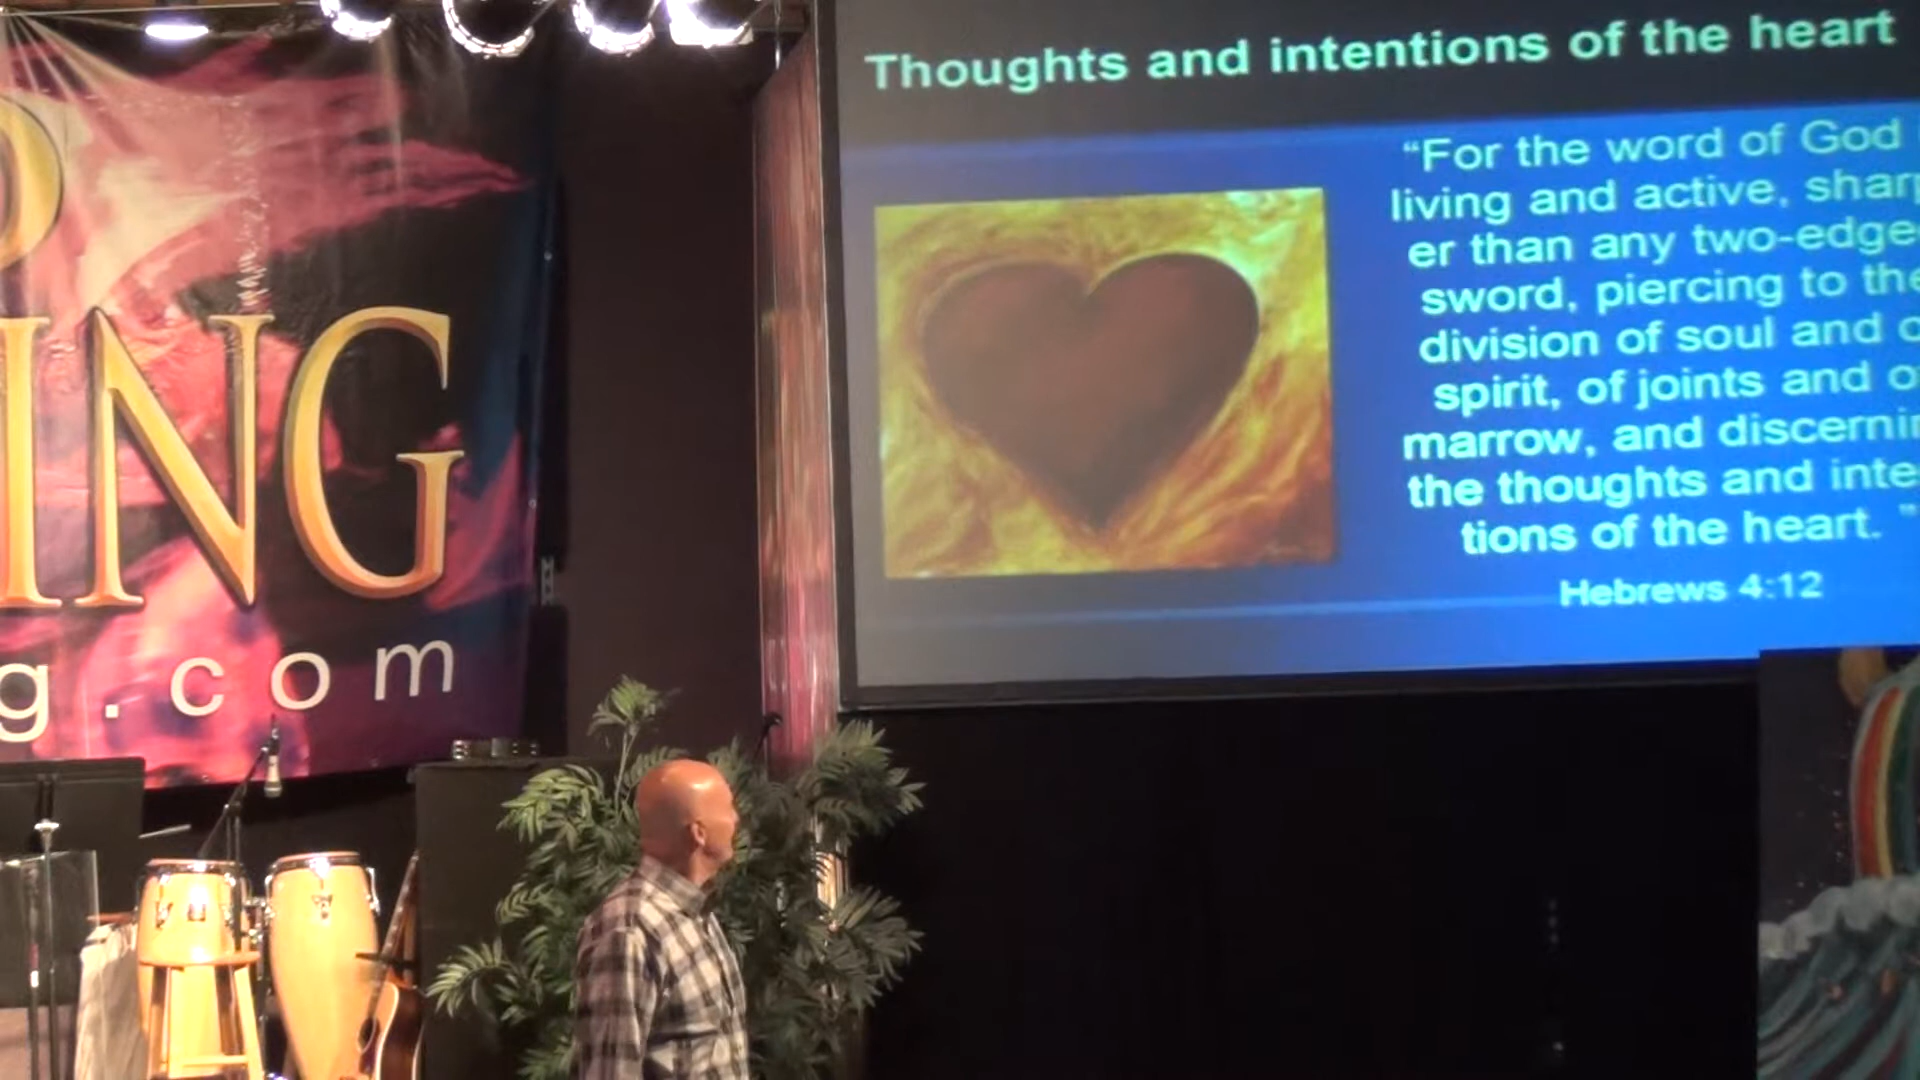 ING
g.com
Thoughts and intentions of the heart
“For the word of God
living and active, sharp
er than any two-edge
sword, piercing to the
division of soul and o
spirit, of joints and o
marrow, and discernin
the thoughts and inte
tions of the heart. ”
Hebrews 4:12